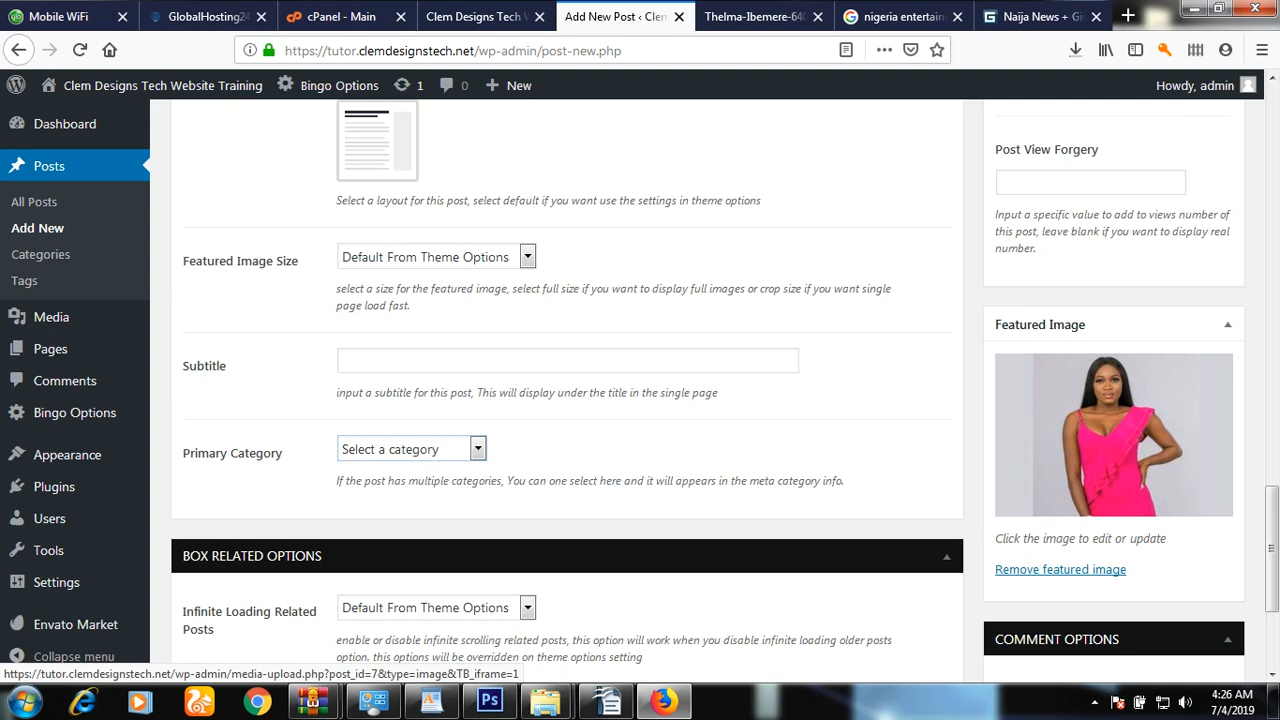 Mobile WiFi
GlobalHosting24
cPanel - Main
Clem Designs Tech W
Add New Post ‹ Clem
Thelma-Ibemere-640
nigeria entertain
Naija News + Gi
https://tutor.clemdesignstech.net/wp-admin/post-new.php
Clem Designs Tech Website Training
Bingo Options
1
0
New
Howdy, admin
Dashboard
Posts
All Posts
Add New
Categories
Tags
Media
Pages
Comments
Bingo Options
Appearance
Plugins
Users
Tools
Settings
Envato Market
Collapse menu
Select a layout for this post, select default if you want use the settings in theme options
Featured Image Size
Default From Theme Options
select a size for the featured image, select full size if you want to display full images or crop size if you want single
page load fast.
Subtitle
input a subtitle for this post, This will display under the title in the single page
Primary Category
Select a category
If the post has multiple categories, You can one select here and it will appears in the meta category info.
BOX RELATED OPTIONS
Infinite Loading Related
Posts
Default From Theme Options
enable or disable infinite scrolling related posts, this option will work when you disable infinite loading older posts
option. this options will be overridden on theme options setting
Post View Forgery
Input a specific value to add to views number of
this post, leave blank if you want to display real
number.
Featured Image
Click the image to edit or update
Remove featured image
COMMENT OPTIONS
https://tutor.clemdesignstech.net/wp-admin/media-upload.php?post_id=7&type=image&TB_iframe=1
Ps
4:26 AM
7/4/2019